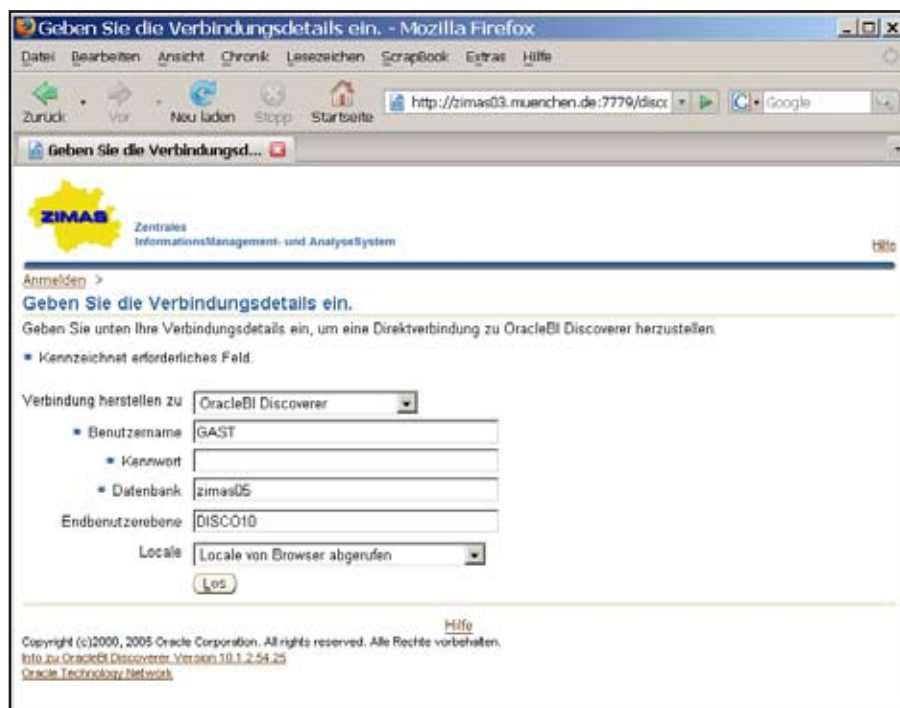 Geben Sie die Verbindungsdetails ein. - Mozilla Firefox
Datei Bearbeiten Ansicht Chronik Lesezeichen ScrapBook Extras Hilfe
Zurück Vor Neu laden Stopp Startseite http://zimas03.muenchen.de:7779/disco Google
Geben Sie die Verbindungsd...
ZIMAS
Zentrales
InformationsManagement- und AnalyseSystem
Hilfe
Anmelden >
Geben Sie die Verbindungsdetails ein.
Geben Sie unten Ihre Verbindungsdetails ein, um eine Direktverbindung zu OracleBI Discoverer herzustellen.
* Kennzeichnet erforderliches Feld.
Verbindung herstellen zu OracleBI Discoverer
* Benutzername GAST
* Kennwort
* Datenbank zimas05
Endbenutzerebene DISCO10
Locale Locale von Browser abgerufen
Los
Hilfe
Copyright (c)2000, 2005 Oracle Corporation. All rights reserved. Alle Rechte vorbehalten.
Info zu OracleBI Discoverer Version 10.1.2.54.25
Oracle Technology Network